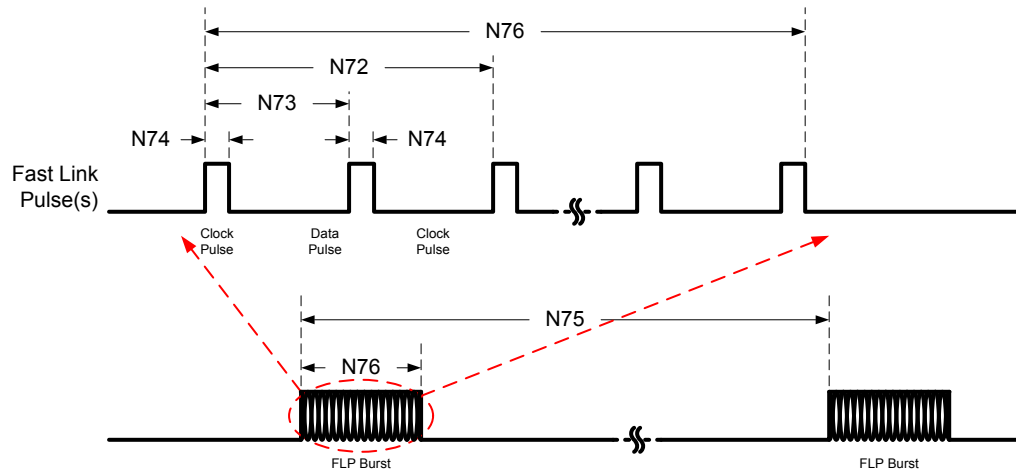 N76
N72
N73
N74
N74
Fast Link
Pulse(s)
Clock
Pulse
Data
Pulse
Clock
Pulse
N75
N76
FLP Burst
FLP Burst